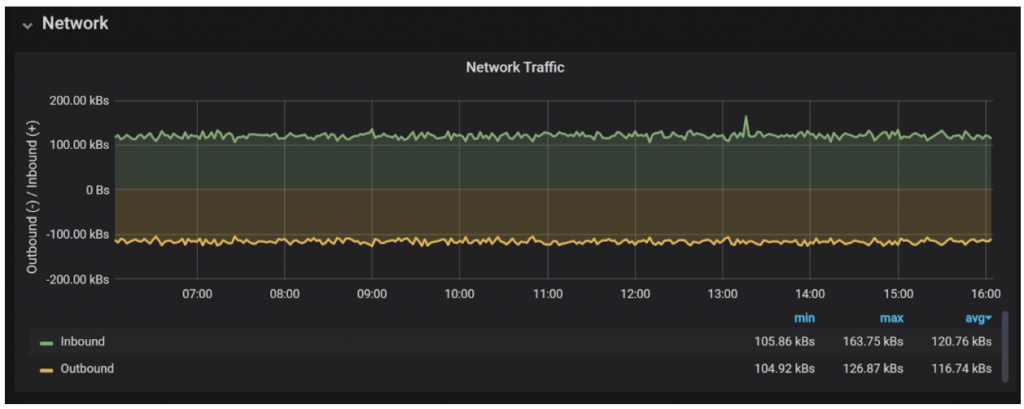 Network
Network Traffic
Outbound (-) / Inbound (+)
200.00 kBs
100.00 kBs
0 Bs
-100.00 kBs
-200.00 kBs
07:00 08:00 09:00 10:00 11:00 12:00 13:00 14:00 15:00 16:00
min max avg
Inbound 105.86 kBs 163.75 kBs 120.76 kBs
Outbound 104.92 kBs 126.87 kBs 116.74 kBs